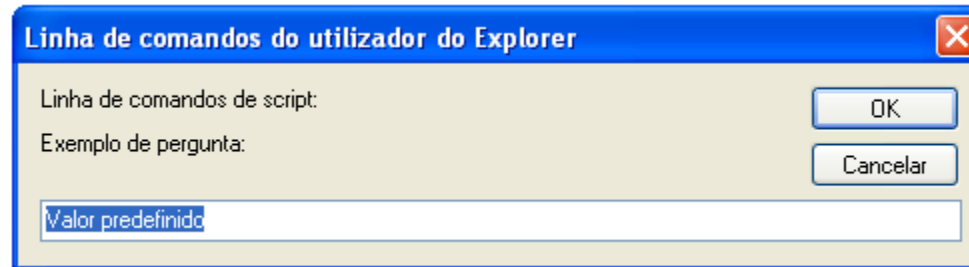 Linha de comandos do utilizador do Explorer
Linha de comandos de script:
OK
Exemplo de pergunta:
Cancelar
Valor predefinido